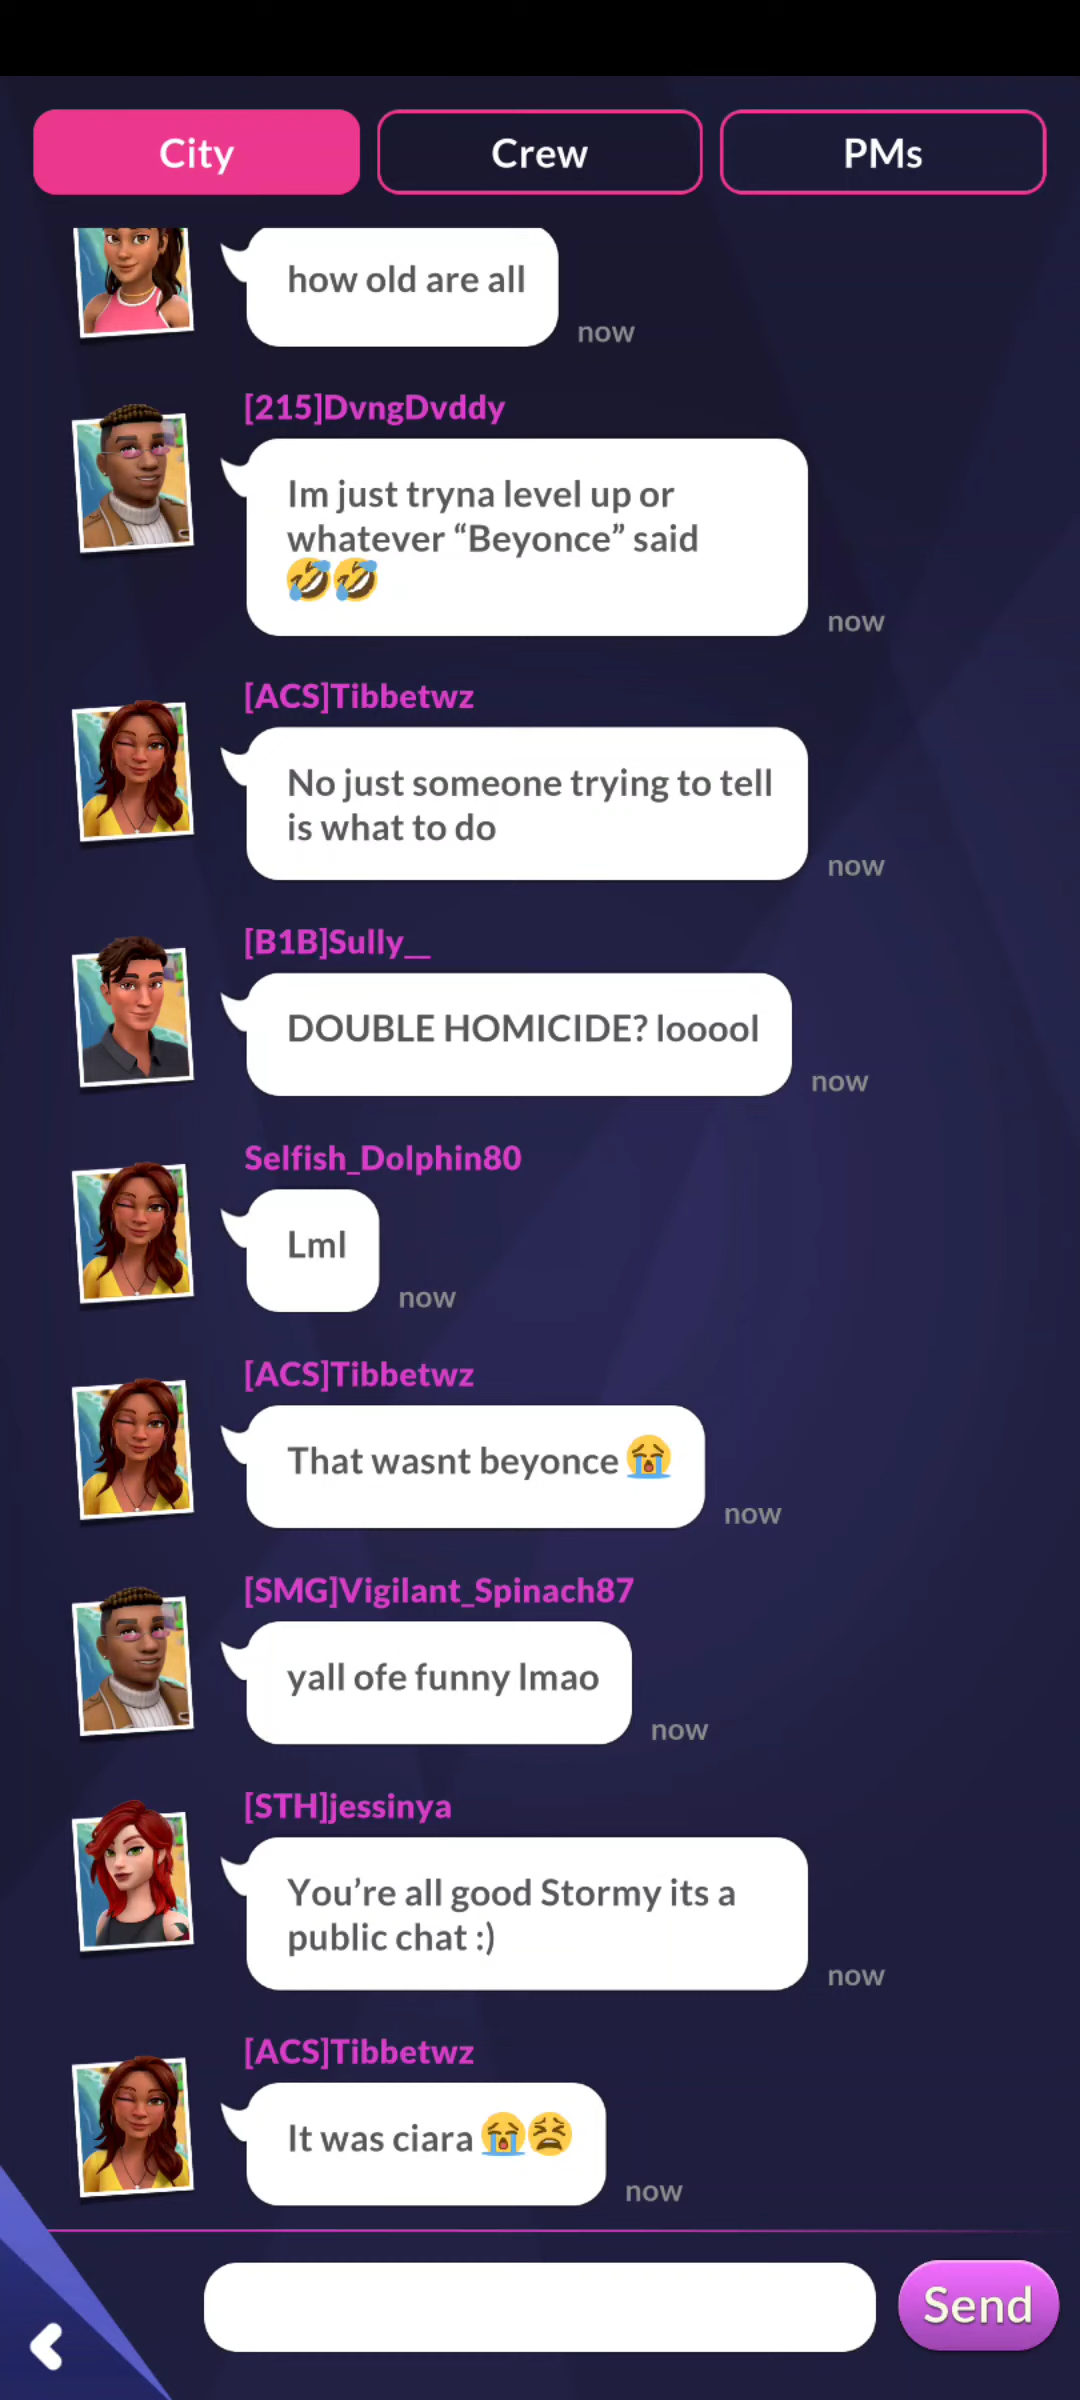 City
Crew
PMs
how old are all
now
[215]DvngDvddy
Im just tryna level up or
whatever “Beyonce” said
🤣🤣
now
[ACS]Tibbetwz
No just someone trying to tell
is what to do
now
[B1B]Sully__
DOUBLE HOMICIDE? looool
now
Selfish_Dolphin80
Lml
now
[ACS]Tibbetwz
That wasnt beyonce😭
now
[SMG]Vigilant_Spinach87
yall ofe funny lmao
now
[STH]jessinya
You’re all good Stormy its a
public chat :)
now
[ACS]Tibbetwz
It was ciara😭😫
now
Send